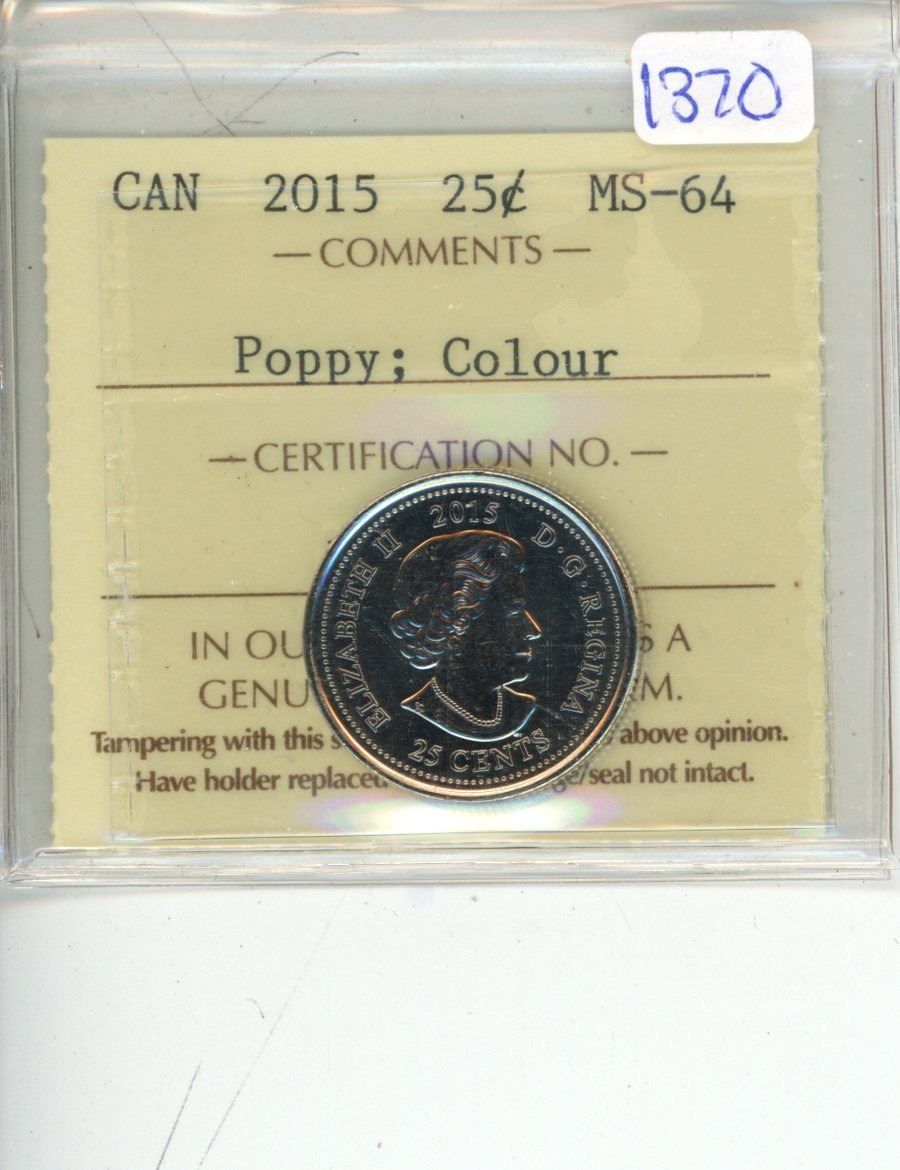 1370
CAN 2015 25¢ MS-64
— COMMENTS —
Poppy; Colour
— CERTIFICATION NO. —
2015
ELIZABETH II D·G·REGINA
25 CENTS
IN OU S A
GENU M.
Tampering with this s above opinion.
Have holder replaced ge/seal not intact.